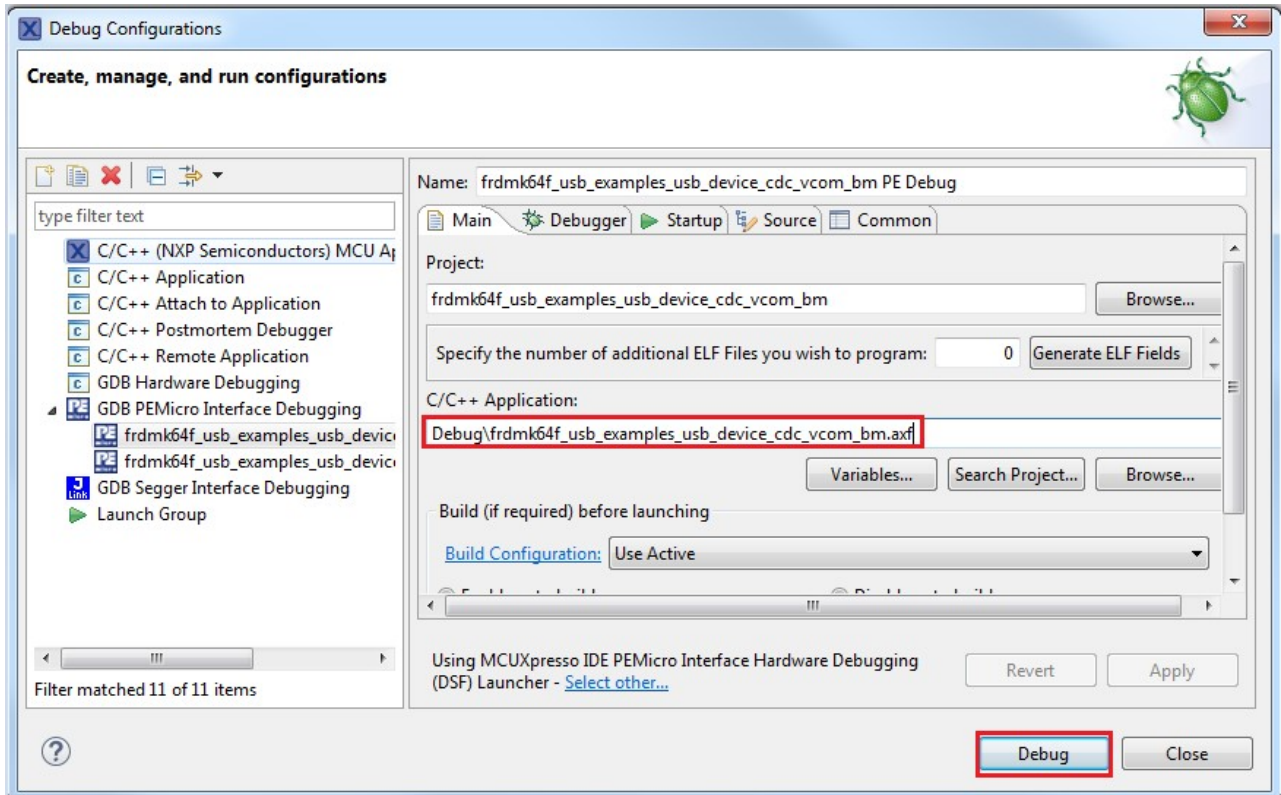 Debug Configurations
Create, manage, and run configurations
type filter text
C/C++ (NXP Semiconductors) MCU Ap
C/C++ Application
C/C++ Attach to Application
C/C++ Postmortem Debugger
C/C++ Remote Application
GDB Hardware Debugging
GDB PEMicro Interface Debugging
frdmk64f_usb_examples_usb_device
frdmk64f_usb_examples_usb_device
GDB Segger Interface Debugging
Launch Group
Filter matched 11 of 11 items
Name: frdmk64f_usb_examples_usb_device_cdc_vcom_bm PE Debug
Main Debugger Startup Source Common
Project:
frdmk64f_usb_examples_usb_device_cdc_vcom_bm Browse...
Specify the number of additional ELF Files you wish to program: 0 Generate ELF Fields
C/C++ Application:
Debug\frdmk64f_usb_examples_usb_device_cdc_vcom_bm.axf
Variables... Search Project... Browse...
Build (if required) before launching
Build Configuration: Use Active
Using MCUXpresso IDE PEMicro Interface Hardware Debugging
(DSF) Launcher - Select other...
Revert Apply
Debug Close